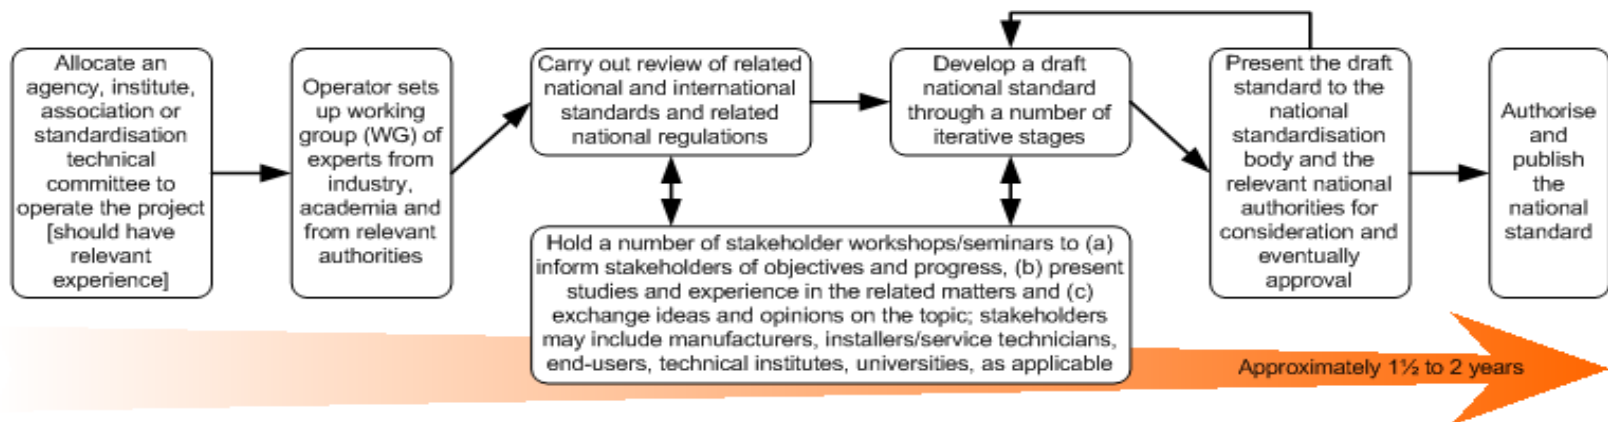 Allocate an
agency, institute,
association or
standardisation
technical
committee to
operate the project
[should have
relevant
experience]
Operator sets
up working
group (WG) of
experts from
industry,
academia and
from relevant
authorities
Carry out review of related
national and international
standards and related
national regulations
Develop a draft
national standard
through a number of
iterative stages
Present the draft
standard to the
national
standardisation
body and the
relevant national
authorities for
consideration and
eventually
approval
Authorise
and
publish
the
national
standard
Hold a number of stakeholder workshops/seminars to (a)
inform stakeholders of objectives and progress, (b) present
studies and experience in the related matters and (c)
exchange ideas and opinions on the topic; stakeholders
may include manufacturers, installers/service technicians,
end-users, technical institutes, universities, as applicable
Approximately 1½ to 2 years